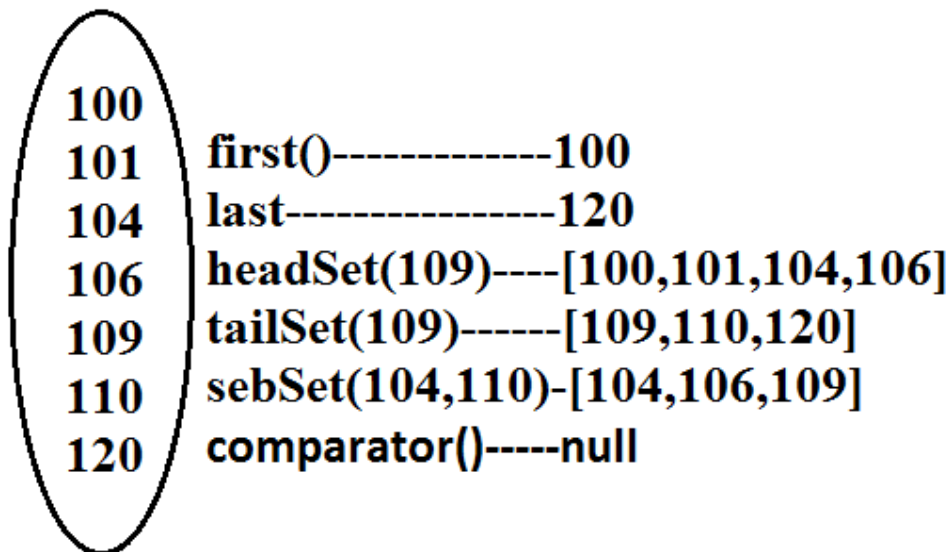 100
101
104
106
109
110
120
first()-------------100
last----------------120
headSet(109)----[100,101,104,106]
tailSet(109)------[109,110,120]
sebSet(104,110)-[104,106,109]
comparator()-----null